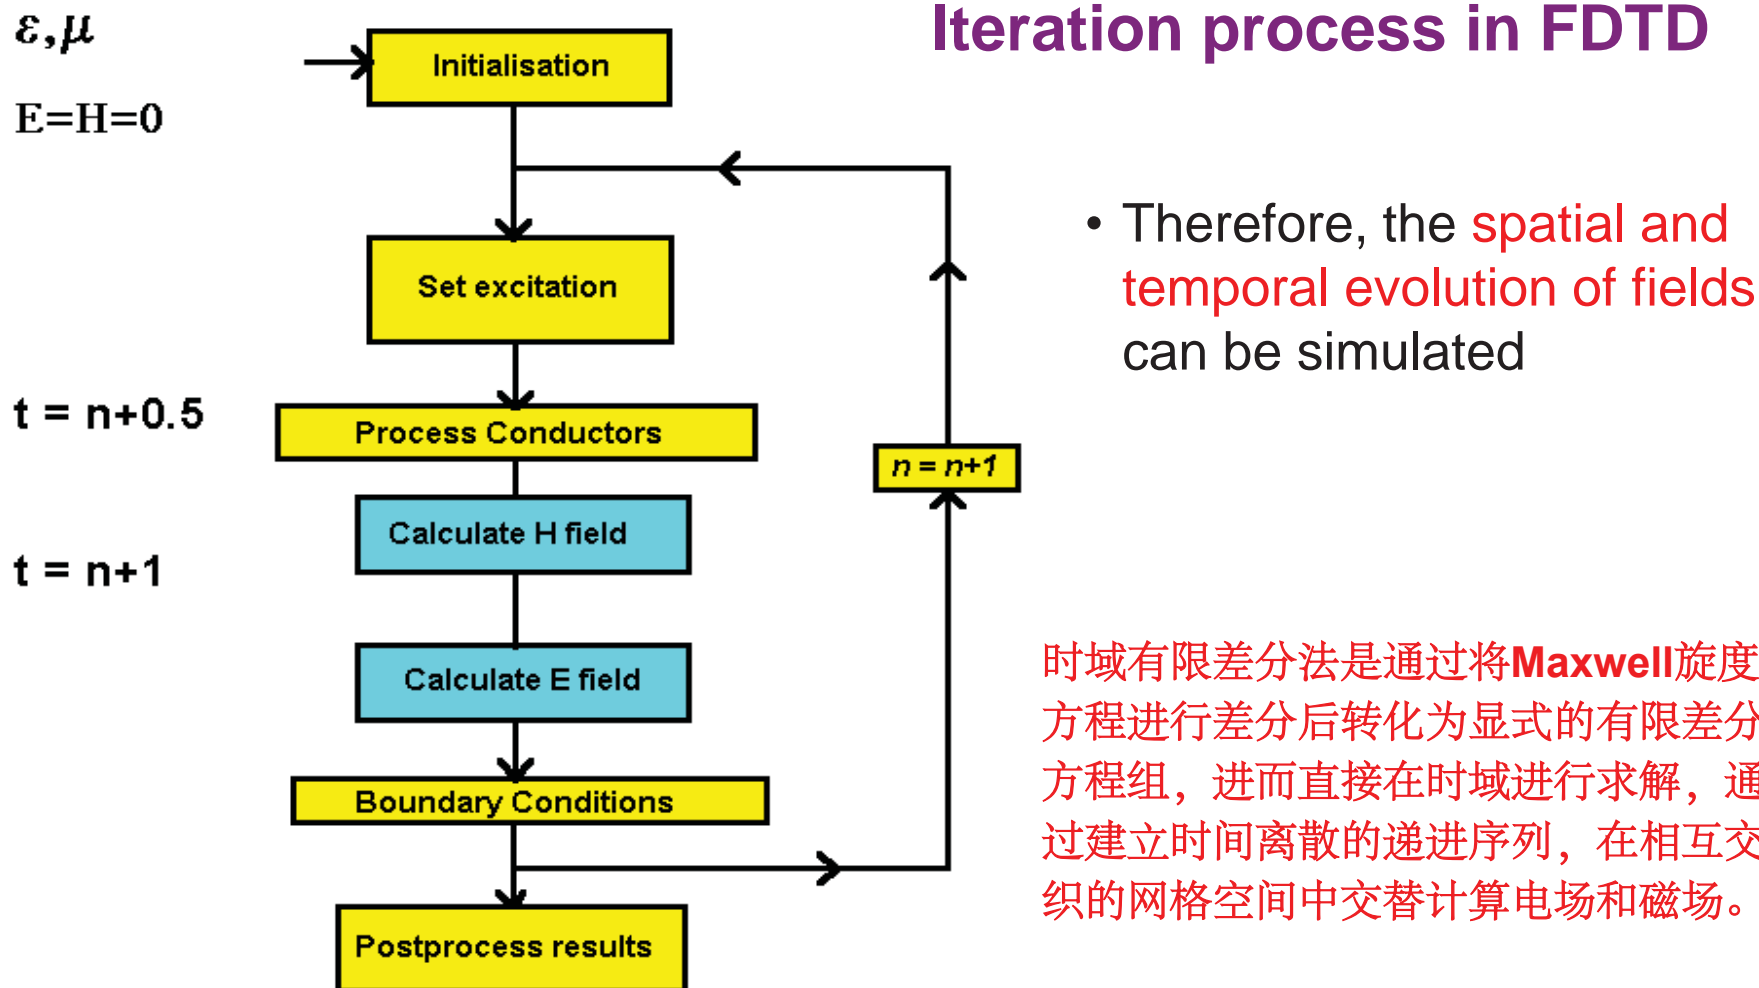 Iteration process in FDTD
ε,μ
E=H=0
Initialisation
Set excitation
t = n+0.5
Process Conductors
Calculate H field
t = n+1
Calculate E field
Boundary Conditions
Postprocess results
n = n+1
• Therefore, the spatial and
temporal evolution of fields
can be simulated
时域有限差分法是通过将Maxwell旋度
方程进行差分后转化为显式的有限差分
方程组，进而直接在时域进行求解，通
过建立时间离散的递进序列，在相互交
织的网格空间中交替计算电场和磁场。